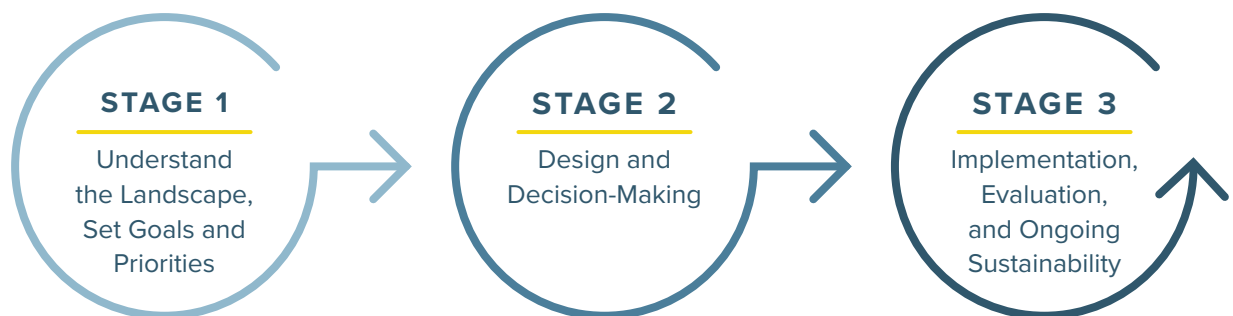 STAGE 1
Understand
the Landscape,
Set Goals and
Priorities
STAGE 2
Design and
Decision-Making
STAGE 3
Implementation,
Evaluation,
and Ongoing
Sustainability